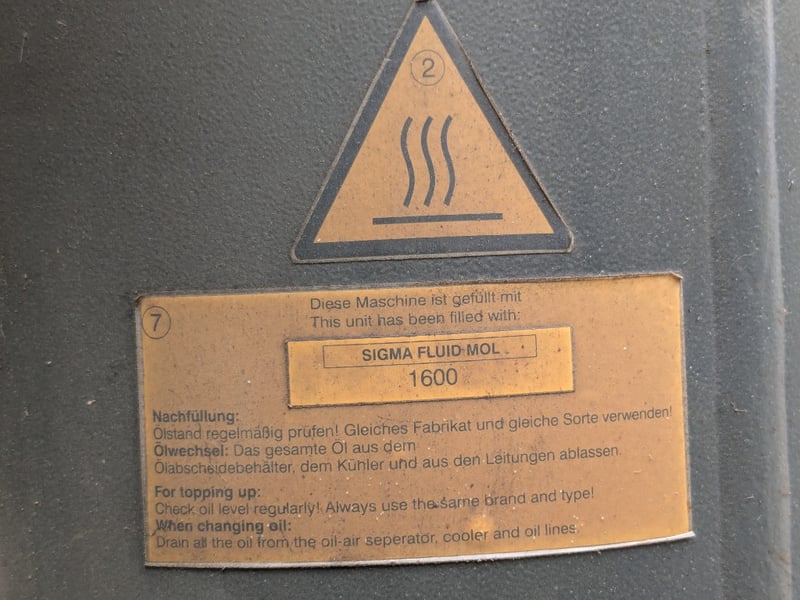 2
7
Diese Maschine ist gefüllt mit
This unit has been filled with:
SIGMA FLUID MOL
1600
Nachfüllung:
Ölstand regelmäßig prüfen! Gleiches Fabrikat und gleiche Sorte verwenden!
Ölwechsel: Das gesamte Öl aus dem
Ölabscheidebehälter, dem Kühler und aus den Leitungen ablassen.
For topping up:
Check oil level regularly! Always use the same brand and type!
When changing oil:
Drain all the oil from the oil-air seperator, cooler and oil lines.